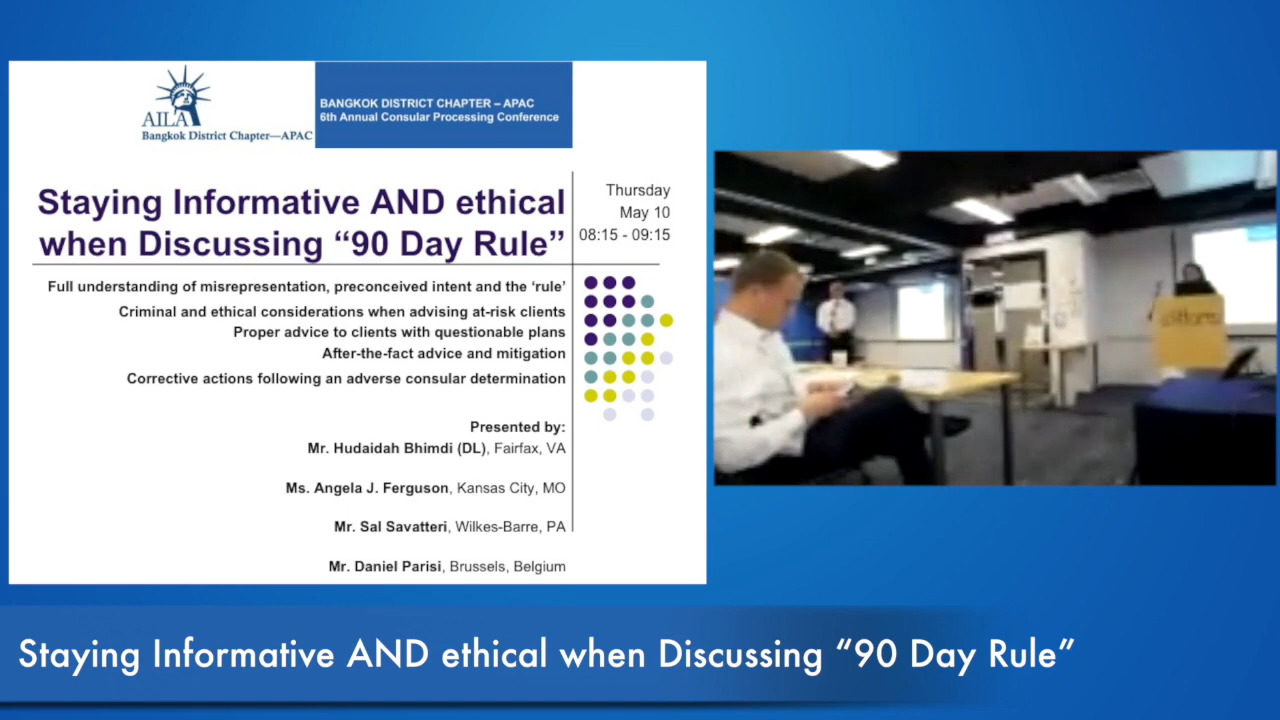 AILA
Bangkok District Chapter—APAC
BANGKOK DISTRICT CHAPTER – APAC
6th Annual Consular Processing Conference
Staying Informative AND ethical
when Discussing “90 Day Rule”
Thursday
May 10
08:15 - 09:15
Full understanding of misrepresentation, preconceived intent and the ‘rule’
Criminal and ethical considerations when advising at-risk clients
Proper advice to clients with questionable plans
After-the-fact advice and mitigation
Corrective actions following an adverse consular determination
Presented by:
Mr. Hudaidah Bhimdi (DL), Fairfax, VA
Ms. Angela J. Ferguson, Kansas City, MO
Mr. Sal Savatteri, Wilkes-Barre, PA
Mr. Daniel Parisi, Brussels, Belgium
Staying Informative AND ethical when Discussing “90 Day Rule”